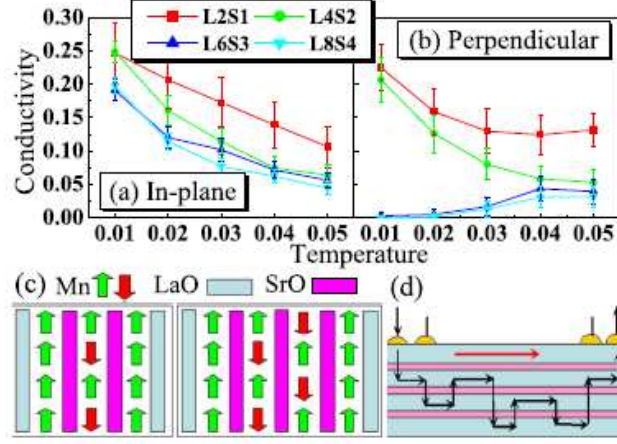 L2S1 L4S2
L6S3 L8S4
0.30
0.25
0.20
0.15
0.10
0.05
0.00
Conductivity
(a) In-plane
(b) Perpendicular
0.01 0.02 0.03 0.04 0.05 0.01 0.02 0.03 0.04 0.05
Temperature
(c) Mn LaO SrO (d)